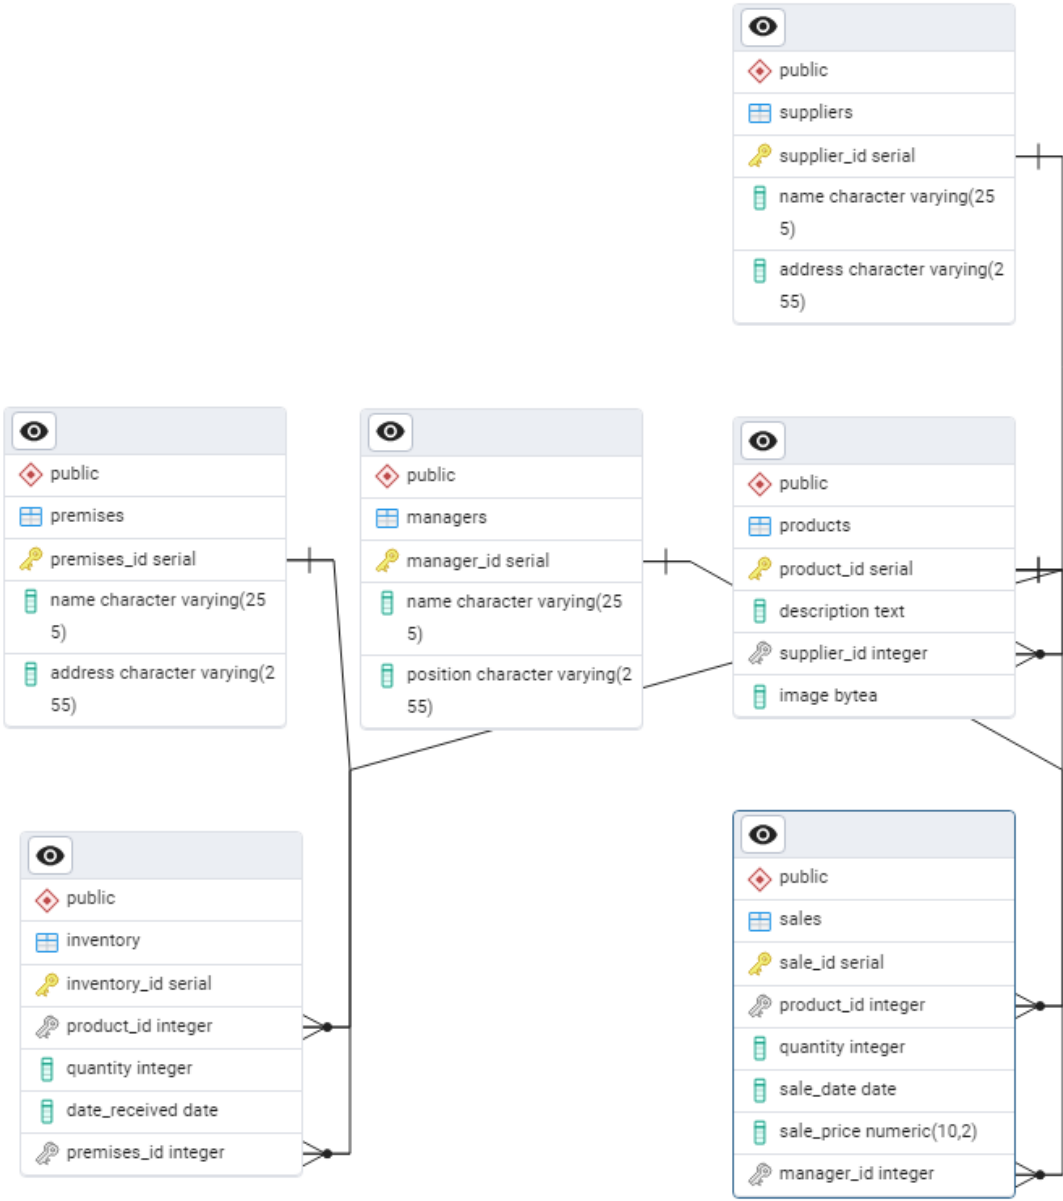 public
suppliers
supplier_id serial
name character varying(25
5)
address character varying(2
55)
public
premises
premises_id serial
name character varying(25
5)
address character varying(2
55)
public
managers
manager_id serial
name character varying(25
5)
position character varying(2
55)
public
products
product_id serial
description text
supplier_id integer
image bytea
public
inventory
inventory_id serial
product_id integer
quantity integer
date_received date
premises_id integer
public
sales
sale_id serial
product_id integer
quantity integer
sale_date date
sale_price numeric(10,2)
manager_id integer